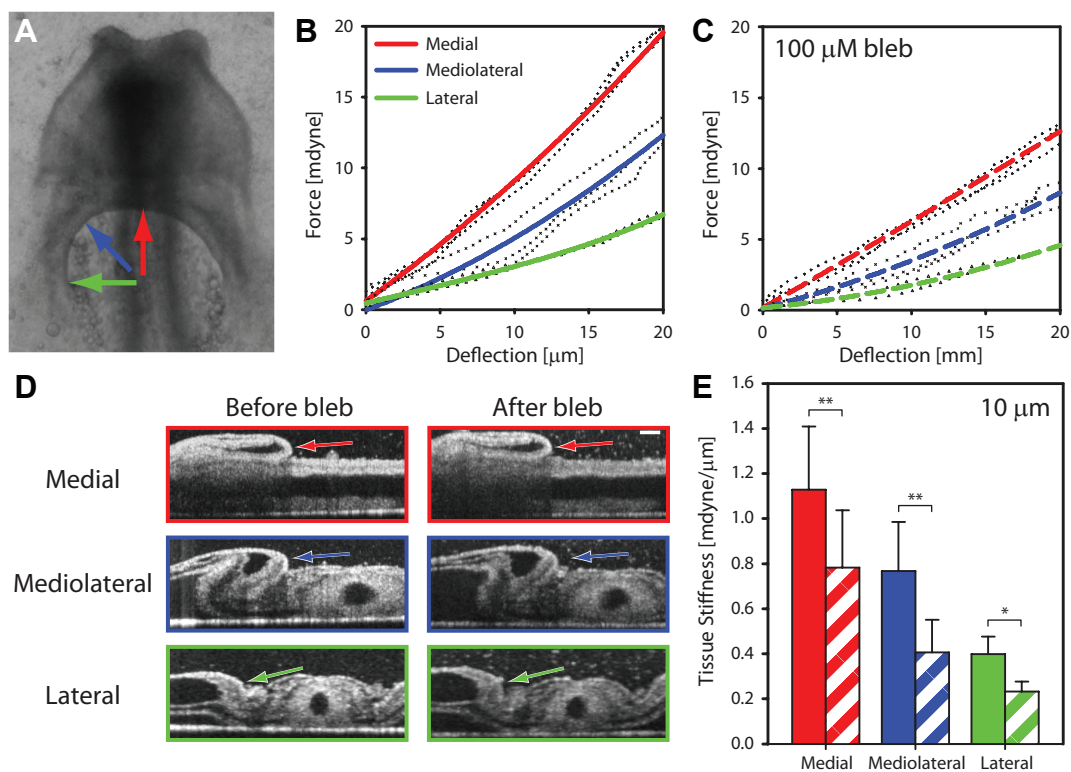 A
B
Medial
Mediolateral
Lateral
Force [mdyne]
20
15
10
5
0
0 5 10 15 20
Deflection [μm]
C
100 μM bleb
Force [mdyne]
20
15
10
5
0
0 5 10 15 20
Deflection [mm]
D
Before bleb After bleb
Medial
Mediolateral
Lateral
E
10 μm
Tissue Stiffness [mdyne/μm]
1.6
1.4
1.2
1.0
0.8
0.6
0.4
0.2
0.0
**
**
*
Medial Mediolateral Lateral